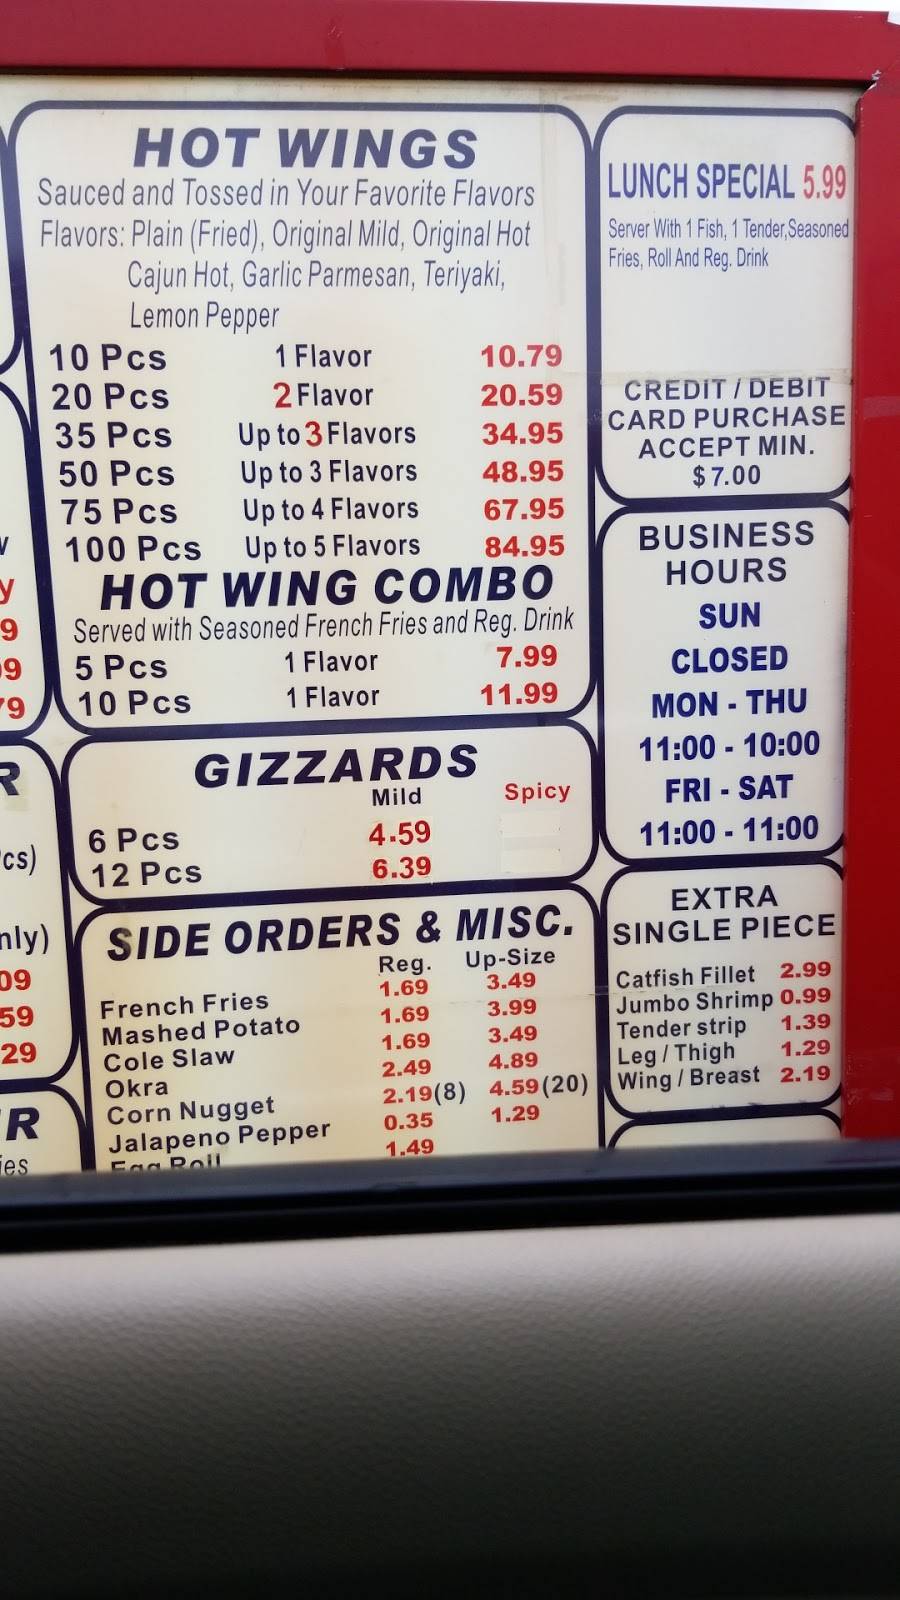 HOT WINGS
Sauced and Tossed in Your Favorite Flavors
Flavors: Plain (Fried), Original Mild, Original Hot
Cajun Hot, Garlic Parmesan, Teriyaki,
Lemon Pepper
10 Pcs 1 Flavor 10.79
20 Pcs 2 Flavor 20.59
35 Pcs Up to 3 Flavors 34.95
50 Pcs Up to 3 Flavors 48.95
75 Pcs Up to 4 Flavors 67.95
100 Pcs Up to 5 Flavors 84.95
HOT WING COMBO
Served with Seasoned French Fries and Reg. Drink
5 Pcs 1 Flavor 7.99
10 Pcs 1 Flavor 11.99
GIZZARDS
Mild Spicy
6 Pcs 4.59
12 Pcs 6.39
SIDE ORDERS & MISC.
Reg. Up-Size
French Fries 1.69 3.49
Mashed Potato 1.69 3.99
Cole Slaw 1.69 3.49
Okra 2.49 4.89
Corn Nugget 2.19(8) 4.59(20)
Jalapeno Pepper 0.35 1.29
Egg Roll 1.49
LUNCH SPECIAL 5.99
Server With 1 Fish, 1 Tender,Seasoned
Fries, Roll And Reg. Drink
CREDIT / DEBIT
CARD PURCHASE
ACCEPT MIN.
$7.00
BUSINESS
HOURS
SUN
CLOSED
MON - THU
11:00 - 10:00
FRI - SAT
11:00 - 11:00
EXTRA
SINGLE PIECE
Catfish Fillet 2.99
Jumbo Shrimp 0.99
Tender strip 1.39
Leg / Thigh 1.29
Wing / Breast 2.19
y
9
9
79
R
cs)
nly)
09
59
29
R
ies